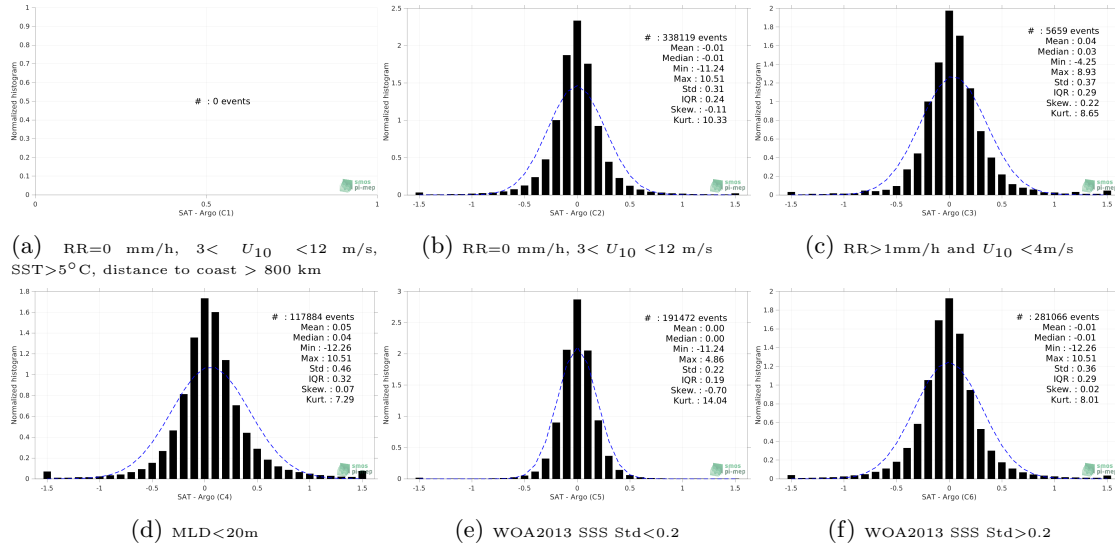 1
0.9
0.8
0.7
0.6
0.5
0.4
0.3
0.2
0.1
0
Normalized histogram
# : 0 events
smos
pi-mep
0 0.5 1
SAT - Argo (C1)
(a) RR=0 mm/h, 3< U10 <12 m/s,
SST>5°C, distance to coast > 800 km
2.5
2
1.5
1
0.5
0
Normalized histogram
# : 338119 events
Mean : -0.01
Median : -0.01
Min : -11.24
Max : 10.51
Std : 0.31
IQR : 0.24
Skew. : -0.11
Kurt. : 10.33
smos
pi-mep
-1.5 -1 -0.5 0 0.5 1 1.5
SAT - Argo (C2)
(b) RR=0 mm/h, 3< U10 <12 m/s
2
1.8
1.6
1.4
1.2
1
0.8
0.6
0.4
0.2
0
Normalized histogram
# : 5659 events
Mean : 0.04
Median : 0.03
Min : -4.25
Max : 8.93
Std : 0.37
IQR : 0.29
Skew. : 0.22
Kurt. : 8.65
smos
pi-mep
-1.5 -1 -0.5 0 0.5 1 1.5
SAT - Argo (C3)
(c) RR>1mm/h and U10 <4m/s
1.8
1.6
1.4
1.2
1
0.8
0.6
0.4
0.2
0
Normalized histogram
# : 117884 events
Mean : 0.05
Median : 0.04
Min : -12.26
Max : 10.51
Std : 0.46
IQR : 0.32
Skew. : 0.07
Kurt. : 7.29
smos
pi-mep
-1.5 -1 -0.5 0 0.5 1 1.5
SAT - Argo (C4)
(d) MLD<20m
3
2.5
2
1.5
1
0.5
0
Normalized histogram
# : 191472 events
Mean : 0.00
Median : 0.00
Min : -11.24
Max : 4.86
Std : 0.22
IQR : 0.19
Skew. : -0.70
Kurt. : 14.04
smos
pi-mep
-1.5 -1 -0.5 0 0.5 1 1.5
SAT - Argo (C5)
(e) WOA2013 SSS Std<0.2
2
1.8
1.6
1.4
1.2
1
0.8
0.6
0.4
0.2
0
Normalized histogram
# : 281066 events
Mean : -0.01
Median : -0.01
Min : -12.26
Max : 10.51
Std : 0.36
IQR : 0.29
Skew. : 0.02
Kurt. : 8.01
smos
pi-mep
-1.5 -1 -0.5 0 0.5 1 1.5
SAT - Argo (C6)
(f) WOA2013 SSS Std>0.2